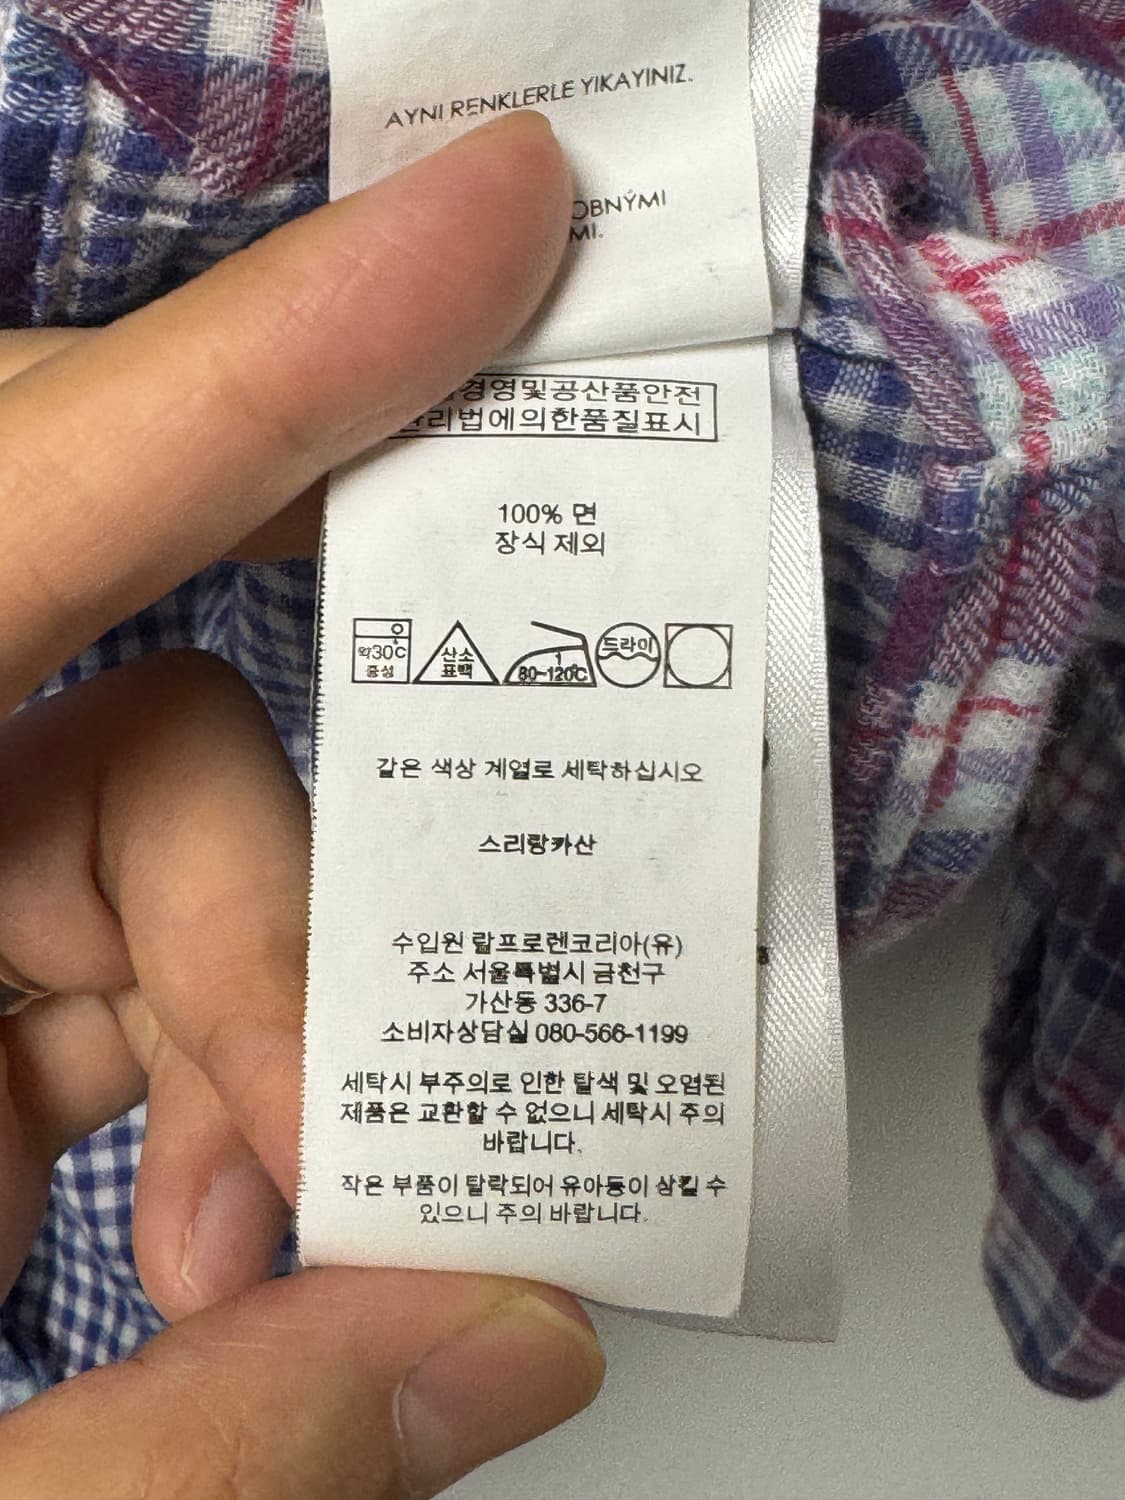 AYNI RENKLERLE YIKAYINIZ.
OBNÝMI
MI.
경영및공산품안전
리법에의한품질표시
100% 면
장식 제외
약30℃
중성
산소
표백
1
80~120℃
드라이
같은 색상 계열로 세탁하십시오
스리랑카산
수입원 랄프로렌코리아(유)
주소 서울특별시 금천구
가산동 336-7
소비자상담실 080-566-1199
세탁시 부주의로 인한 탈색 및 오염된
제품은 교환할 수 없으니 세탁시 주의
바랍니다.
작은 부품이 탈락되어 유아등이 삼킬 수
있으니 주의 바랍니다.